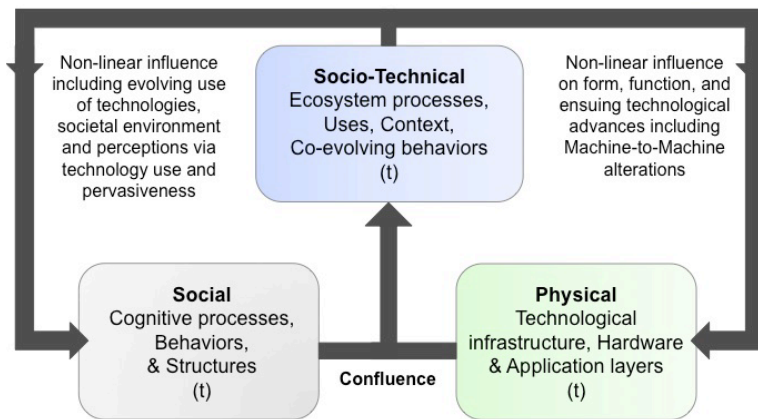 Non-linear influence
including evolving use
of technologies,
societal environment
and perceptions via
technology use and
pervasiveness
Socio-Technical
Ecosystem processes,
Uses, Context,
Co-evolving behaviors
(t)
Non-linear influence
on form, function, and
ensuing technological
advances including
Machine-to-Machine
alterations
Social
Cognitive processes,
Behaviors,
& Structures
(t)
Confluence
Physical
Technological
infrastructure, Hardware
& Application layers
(t)